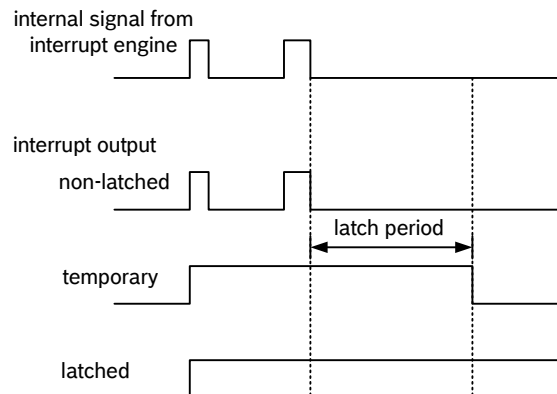 internal signal from
interrupt engine
interrupt output
non-latched
latch period
temporary
latched